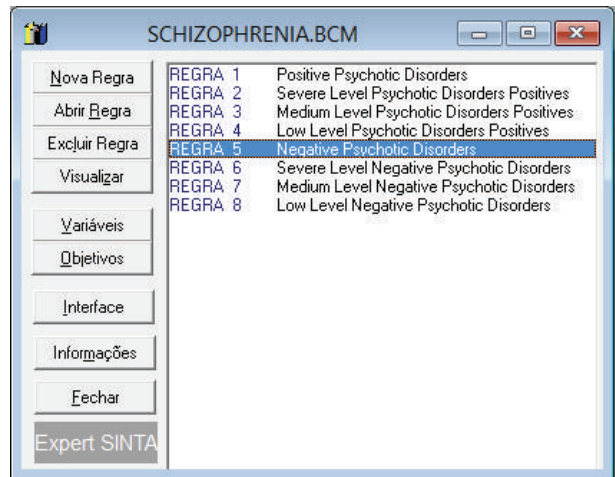 SCHIZOPHRENIA.BCM
Nova Regra
Abrir Regra
Excluir Regra
Visualizar
Variáveis
Objetivos
Interface
Informações
Fechar
Expert SINTA
REGRA 1 Positive Psychotic Disorders
REGRA 2 Severe Level Psychotic Disorders Positives
REGRA 3 Medium Level Psychotic Disorders Positives
REGRA 4 Low Level Psychotic Disorders Positives
REGRA 5 Negative Psychotic Disorders
REGRA 6 Severe Level Negative Psychotic Disorders
REGRA 7 Medium Level Negative Psychotic Disorders
REGRA 8 Low Level Negative Psychotic Disorders